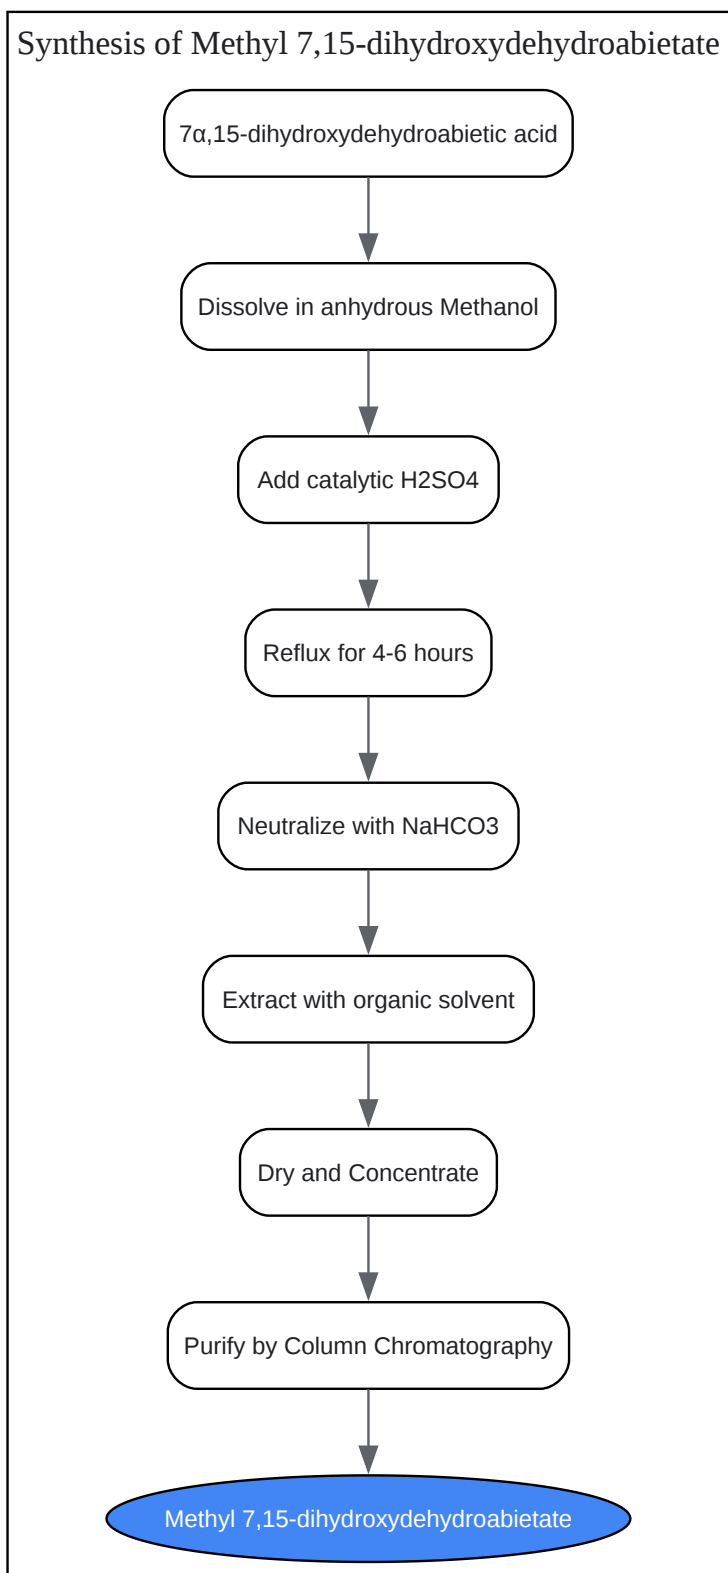 Synthesis of Methyl 7,15-dihydroxydehydroabietate
7α,15-dihydroxydehydroabietic acid
Dissolve in anhydrous Methanol
Add catalytic H2SO4
Reflux for 4-6 hours
Neutralize with NaHCO3
Extract with organic solvent
Dry and Concentrate
Purify by Column Chromatography
Methyl 7,15-dihydroxydehydroabietate